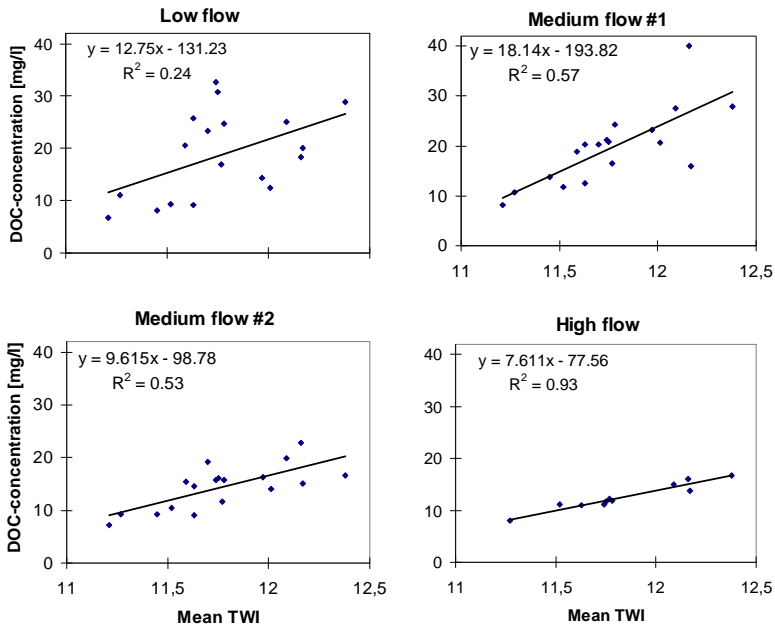 Low flow
y = 12.75x - 131.23
R² = 0.24
DOC-concentration [mg/l]
40
30
20
10
0
Medium flow #1
y = 18.14x - 193.82
R² = 0.57
40
30
20
10
0
11
11,5
12
12,5
Medium flow #2
y = 9.615x - 98.78
R² = 0.53
DOC-concentration [mg/l]
40
30
20
10
0
11
11,5
12
12,5
Mean TWI
High flow
y = 7.611x - 77.56
R² = 0.93
40
30
20
10
0
11
11,5
12
12,5
Mean TWI